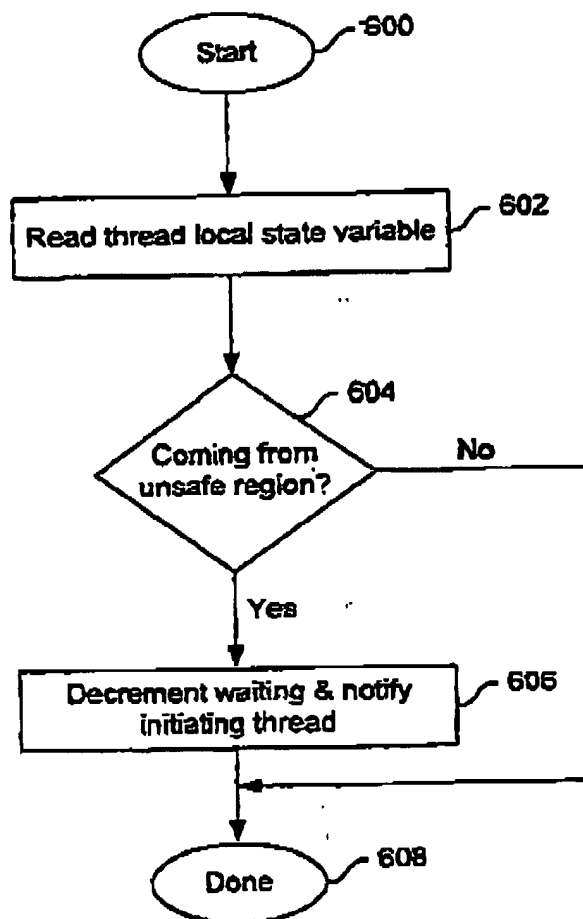 600
Start
602
Read thread local state variable
604
Coming from
unsafe region?
No
Yes
606
Decrement waiting & notify
initiating thread
608
Done